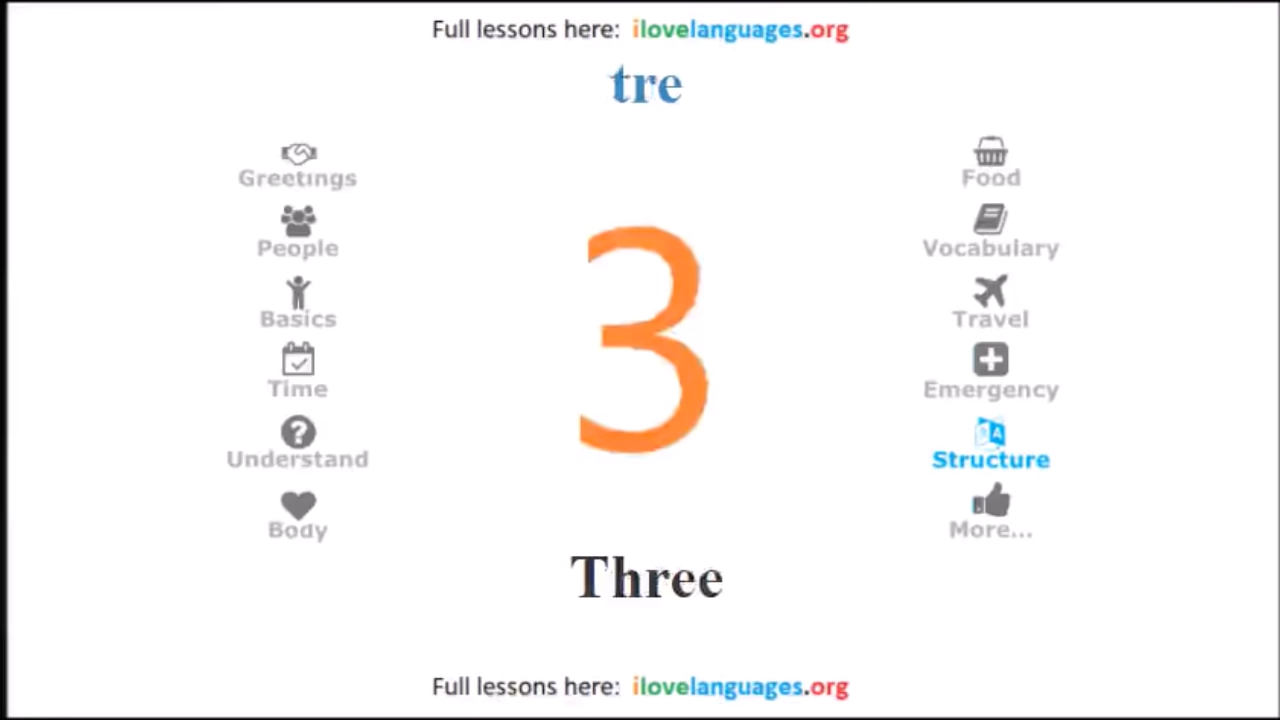 Full lessons here: ilovelanguages.org
tre
Greetings
People
Basics
Time
Understand
Body
3
Food
Vocabulary
Travel
Emergency
Structure
More...
Three
Full lessons here: ilovelanguages.org